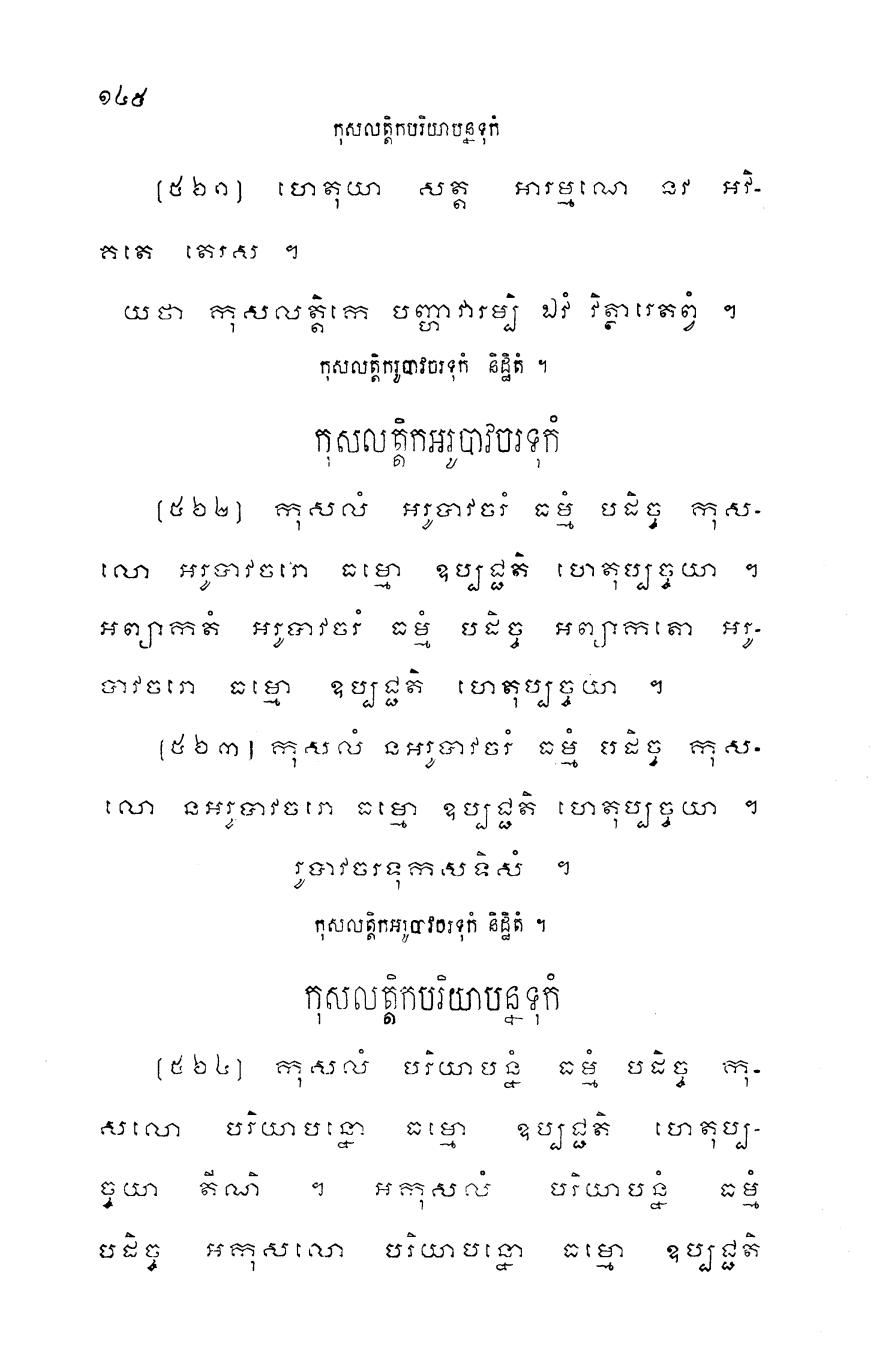 ១៤៥
កុសលត្តិកបរិយាបន្នទុកំ
[៥៦១] ហេតុយា សត្ត អារម្មណេ នវ អវិ-
កតេ តេរស ។
យថា កុសលត្តិកេ បញ្ហាវារម្បិ ឯវំ វិត្ថារេតព្វំ ។
កុសលត្តិករូបាវចរទុកំ និដ្ឋិតំ ។
កុសលត្តិកអរូបាវចរទុកំ
[៥៦២] កុសលំ អរូបាវចរំ ធម្មំ បដិច្ច កុស-
លោ អរូបាវចរោ ធម្មោ ឧប្បជ្ជតិ ហេតុប្បច្ចយា ។
អព្យាកតំ អរូបាវចរំ ធម្មំ បដិច្ច អព្យាកតោ អរូ-
បាវចរោ ធម្មោ ឧប្បជ្ជតិ ហេតុប្បច្ចយា ។
[៥៦៣] កុសលំ នអរូបាវចរំ ធម្មំ បដិច្ច កុស-
លោ នអរូបាវចរោ ធម្មោ ឧប្បជ្ជតិ ហេតុប្បច្ចយា ។
រូបាវចរទុកសទិសំ ។
កុសលត្តិកអរូបាវចរទុកំ និដ្ឋិតំ ។
កុសលត្តិកបរិយាបន្នទុកំ
[៥៦៤] កុសលំ បរិយាបន្នំ ធម្មំ បដិច្ច កុ-
សលោ បរិយាបន្នោ ធម្មោ ឧប្បជ្ជតិ ហេតុប្ប-
ច្ចយា តីណិ ។ អកុសលំ បរិយាបន្នំ ធម្មំ
បដិច្ច អកុសលោ បរិយាបន្នោ ធម្មោ ឧប្បជ្ជតិ